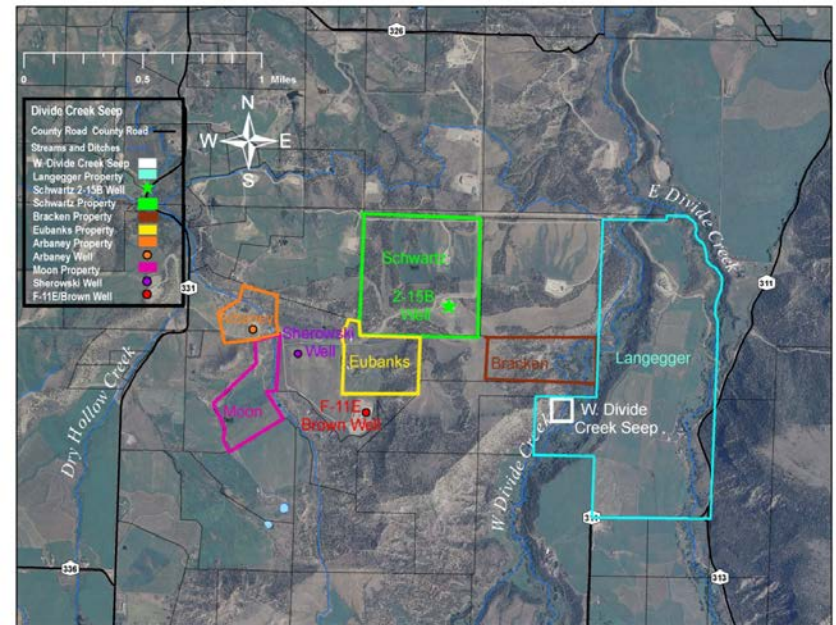 326
0 0.5 1 Miles
Divide Creek Seep
County Road County Road
Streams and Ditches
W. Divide Creek Seep
Langegger Property
Schwartz 2-15B Well
Schwartz Property
Bracken Property
Eubanks Property
Arbaney Property
Arbaney Well
Moon Property
Sherowski Well
F-11E/Brown Well
N
W E
S
E Divide Creek
Schwartz
331
311
2-15B
Well
Arbaney
Sherowski
Well
Eubanks
Bracken
Langegger
Dry Hollow Creek
Moon
F-11E
Brown Well
W. Divide
Creek Seep
W Divide Creek
336
313